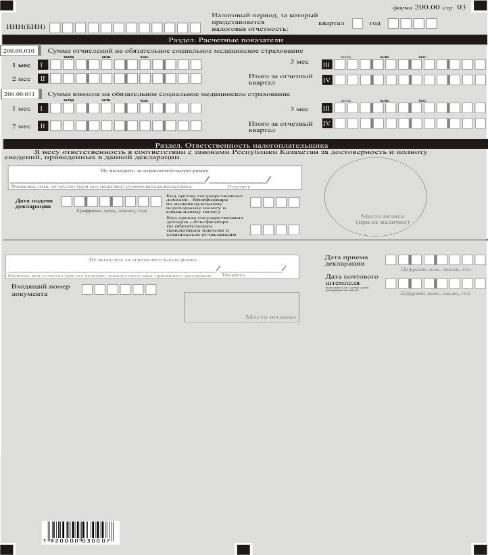 форма 200.00 стр. 03
ИИН(БИН)
Налоговый период, за который
представляется
налоговая отчетность:
квартал
год
Раздел. Расчетные показатели
200.00.010
Сумма отчислений на обязательное социальное медицинское страхование
1 мес I
3 мес III
2 мес II
Итого за отчетный
квартал IV
200.00.011
Сумма взносов на обязательное социальное медицинское страхование
1 мес I
3 мес III
2 мес II
Итого за отчетный
квартал IV
Раздел. Ответственность налогоплательщика
Я несу ответственность в соответствии с законами Республики Казахстан за достоверность и полноту
сведений, приведенных в данной декларации.
Не выходить за ограничительную рамку
Фамилия, имя, отчество (при его наличии) руководителя/налогоплательщика
Подпись
Дата подачи
декларации
Цифрами день, месяц, год
Код органа государственных
доходов
по индивидуальному
подоходному налогу и
социальному налогу
Код органа государственных
доходов
по обязательным
пенсионным взносам и
социальным отчислениям
Место печати
(при ее наличии)
Не выходить за ограничительную рамку
Фамилия, имя, отчество (при его наличии) должностного лица, принявшего декларацию
Подпись
Дата приема
декларации
Цифрами день, месяц, год
Дата почтового
штемпеля
Цифрами день, месяц, год
Входящий номер
документа
Место штампа
1920000030007